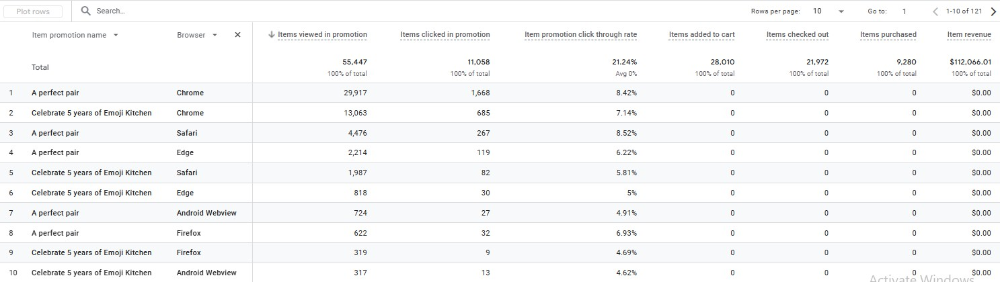 Plot rows Search... Rows per page: 10 Go to: 1 1-10 of 121
Item promotion name Browser Items viewed in promotion Items clicked in promotion Item promotion click through rate Items added to cart Items checked out Items purchased Item revenue
Total 55,447 11,058 21.24% 28,010 21,972 9,280 $112,066.01
100% of total 100% of total Avg 0% 100% of total 100% of total 100% of total 100% of total
1 A perfect pair Chrome 29,917 1,668 8.42% 0 0 0 $0.00
2 Celebrate 5 years of Emoji Kitchen Chrome 13,063 685 7.14% 0 0 0 $0.00
3 A perfect pair Safari 4,476 267 8.52% 0 0 0 $0.00
4 A perfect pair Edge 2,214 119 6.22% 0 0 0 $0.00
5 Celebrate 5 years of Emoji Kitchen Safari 1,987 82 5.81% 0 0 0 $0.00
6 Celebrate 5 years of Emoji Kitchen Edge 818 30 5% 0 0 0 $0.00
7 A perfect pair Android Webview 724 27 4.91% 0 0 0 $0.00
8 A perfect pair Firefox 622 32 6.93% 0 0 0 $0.00
9 Celebrate 5 years of Emoji Kitchen Firefox 319 9 4.69% 0 0 0 $0.00
10 Celebrate 5 years of Emoji Kitchen Android Webview 317 13 4.62% 0 0 0 $0.00
Activate Windows